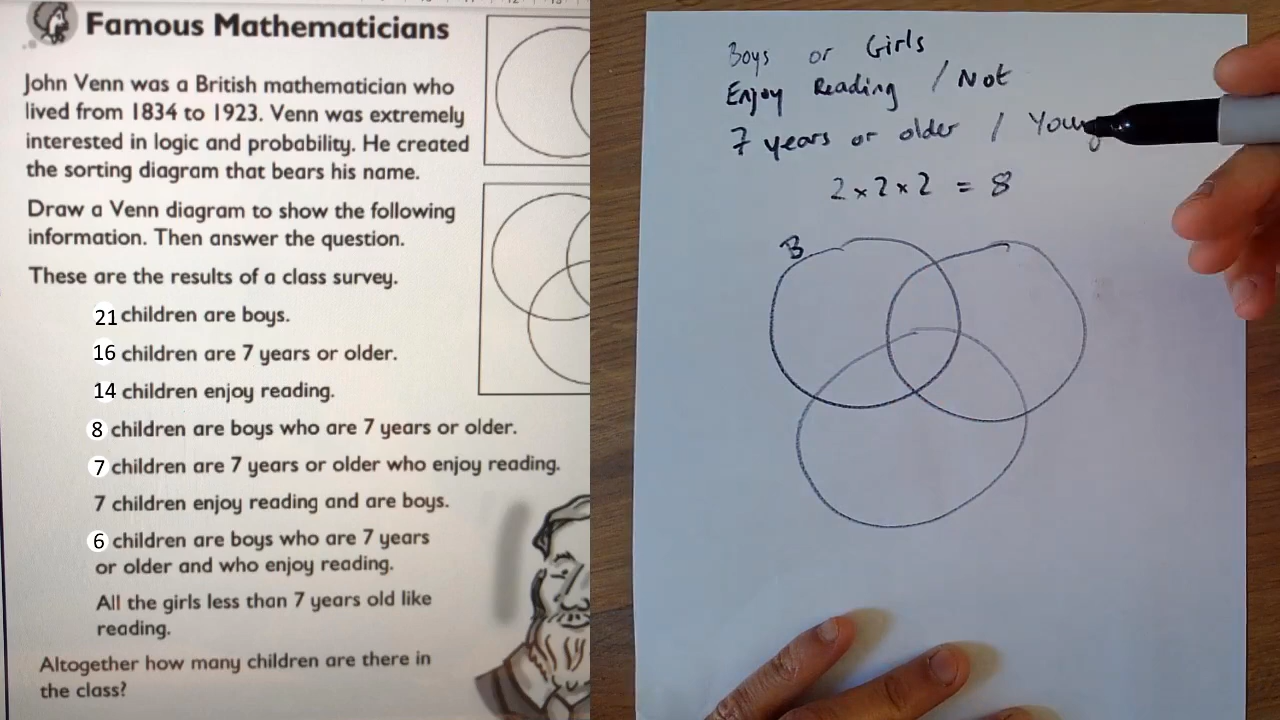 Famous Mathematicians
John Venn was a British mathematician who
lived from 1834 to 1923. Venn was extremely
interested in logic and probability. He created
the sorting diagram that bears his name.
Draw a Venn diagram to show the following
information. Then answer the question.
These are the results of a class survey.
21 children are boys.
16 children are 7 years or older.
14 children enjoy reading.
8 children are boys who are 7 years or older.
7 children are 7 years or older who enjoy reading.
7 children enjoy reading and are boys.
6 children are boys who are 7 years
or older and who enjoy reading.
All the girls less than 7 years old like
reading.
Altogether how many children are there in
the class?
Boys or Girls
Enjoy Reading / Not
7 years or older / Young
2 x 2 x 2 = 8
B